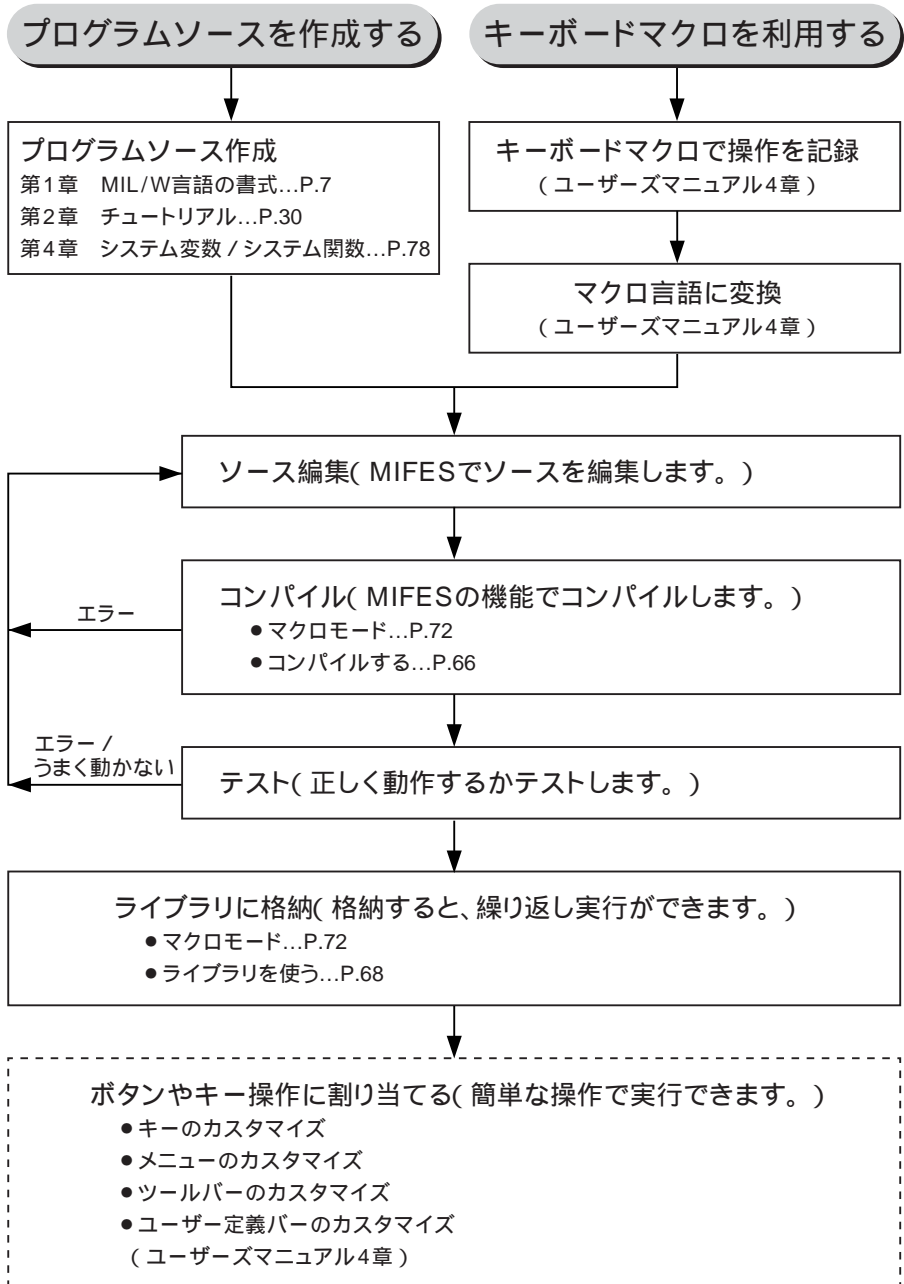 プログラムソースを作成する
キーボードマクロを利用する
プログラムソース作成
第1章 MIL/W言語の書式…P.7
第2章 チュートリアル…P.30
第4章 システム変数/システム関数…P.78
キーボードマクロで操作を記録
(ユーザーズマニュアル4章)
マクロ言語に変換
(ユーザーズマニュアル4章)
ソース編集(MIFESでソースを編集します。)
コンパイル(MIFESの機能でコンパイルします。)
●マクロモード…P.72
●コンパイルする…P.66
エラー
エラー/
うまく動かない
テスト(正しく動作するかテストします。)
ライブラリに格納(格納すると、繰り返し実行ができます。)
●マクロモード…P.72
●ライブラリを使う…P.68
ボタンやキー操作に割り当てる(簡単な操作で実行できます。)
●キーのカスタマイズ
●メニューのカスタマイズ
●ツールバーのカスタマイズ
●ユーザー定義バーのカスタマイズ
(ユーザーズマニュアル4章)